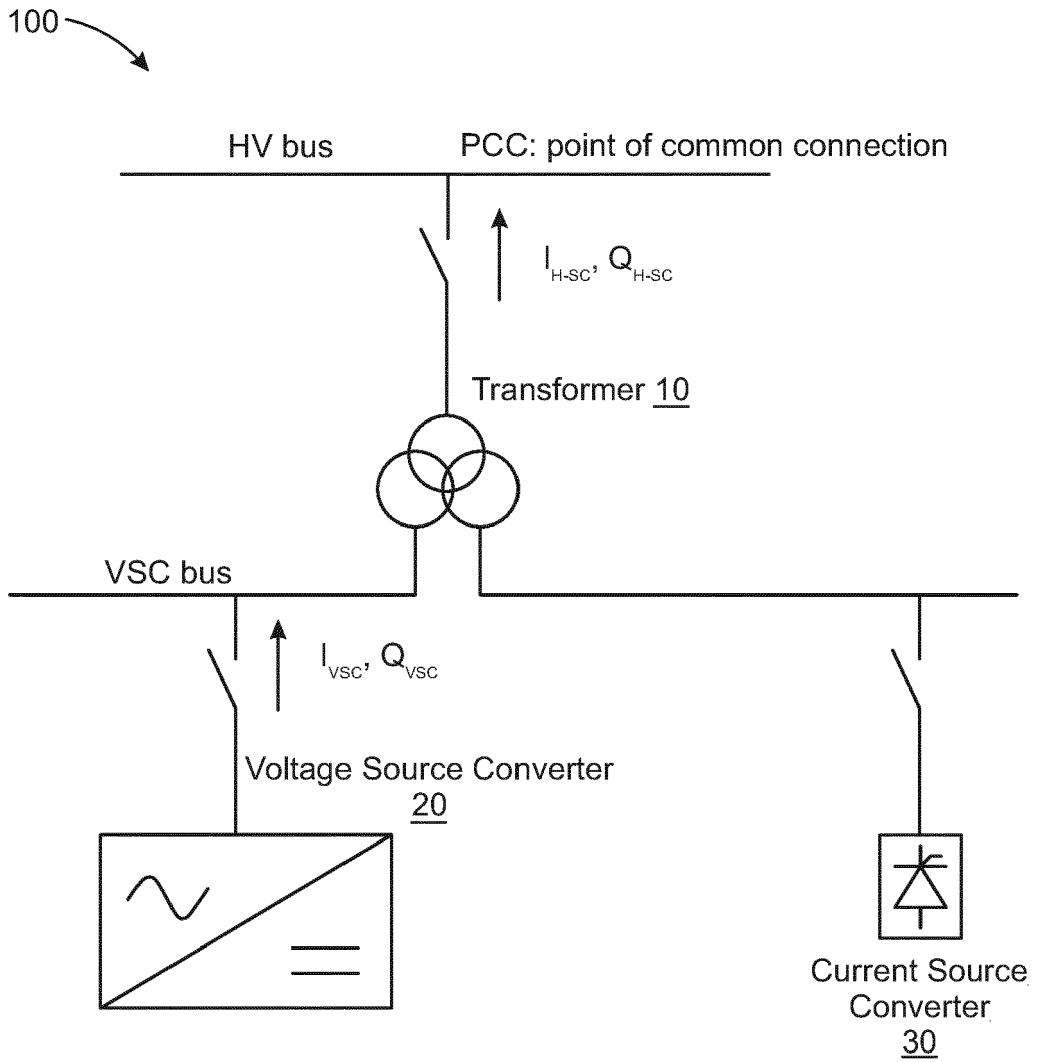 100
HV bus
PCC: point of common connection
I_H-SC, Q_H-SC
Transformer 10
VSC bus
I_VSC, Q_VSC
Voltage Source Converter
20
Current Source
Converter
30